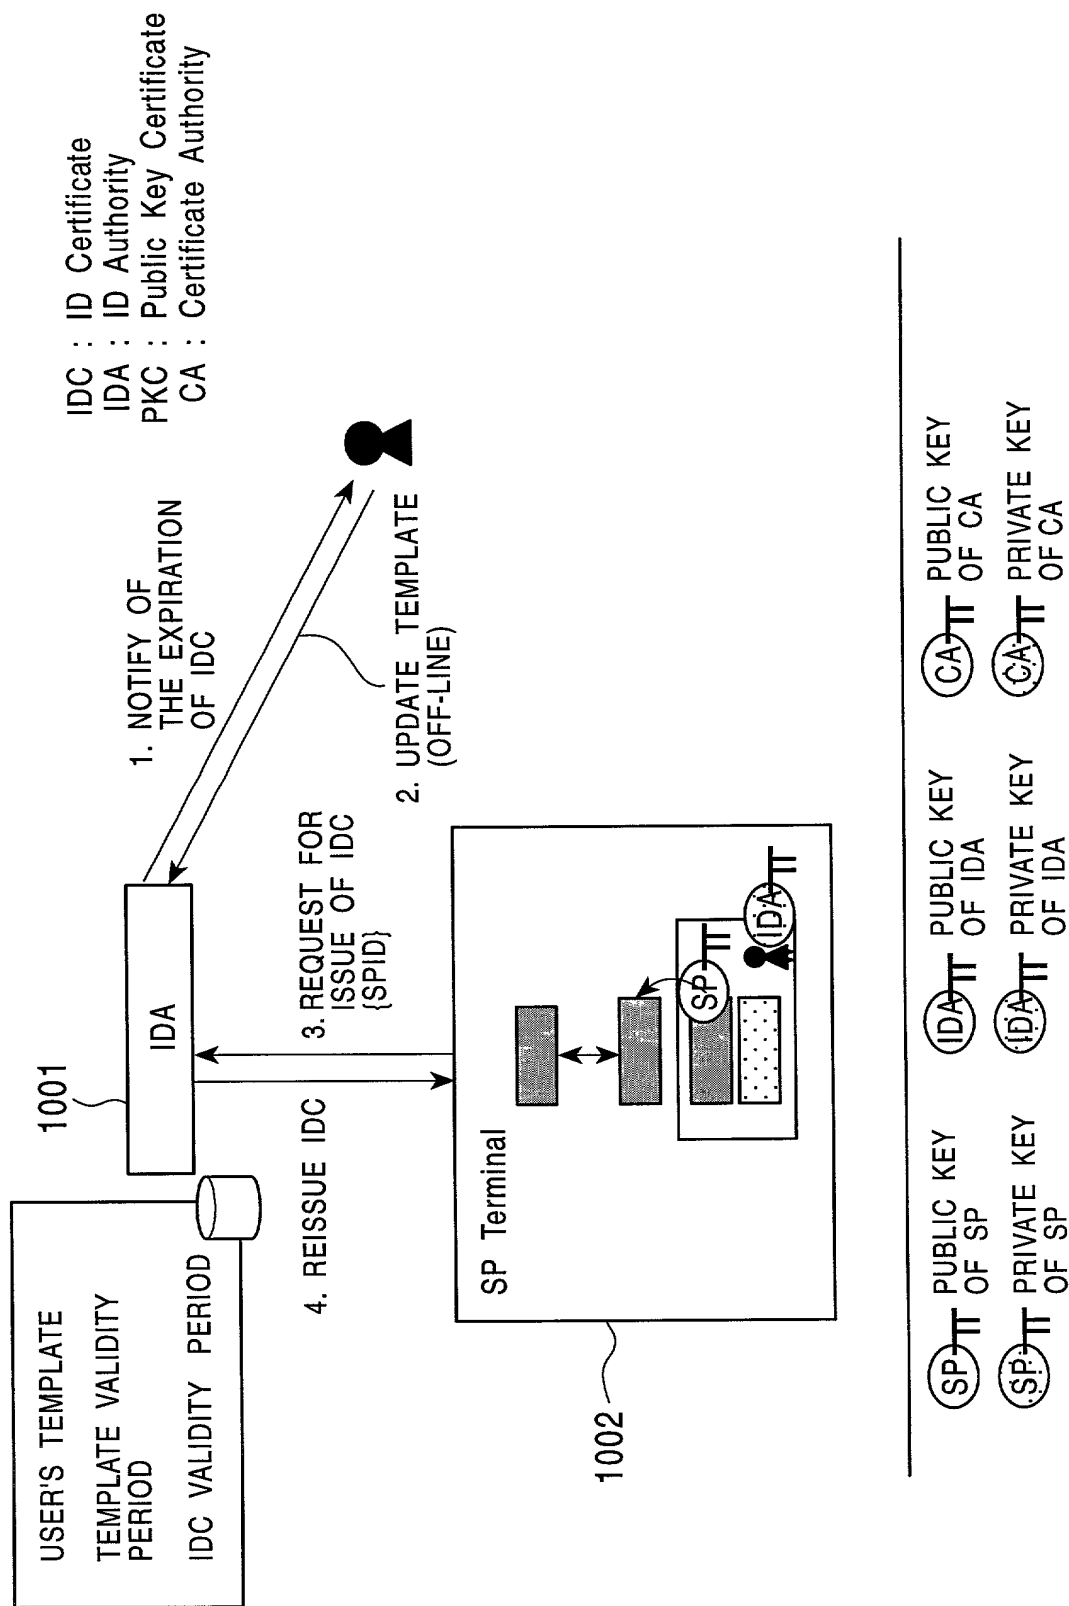 USER'S TEMPLATE
TEMPLATE VALIDITY
PERIOD
IDC VALIDITY PERIOD
1001
IDA
1. NOTIFY OF
THE EXPIRATION
OF IDC
2. UPDATE TEMPLATE
(OFF-LINE)
IDC : ID Certificate
IDA : ID Authority
PKC : Public Key Certificate
CA : Certificate Authority
4. REISSUE IDC
3. REQUEST FOR
ISSUE OF IDC
{SPID}
1002
SP Terminal
SP
IDA
SP PUBLIC KEY
OF SP
IDA PUBLIC KEY
OF IDA
CA PUBLIC KEY
OF CA
SP PRIVATE KEY
OF SP
IDA PRIVATE KEY
OF IDA
CA PRIVATE KEY
OF CA